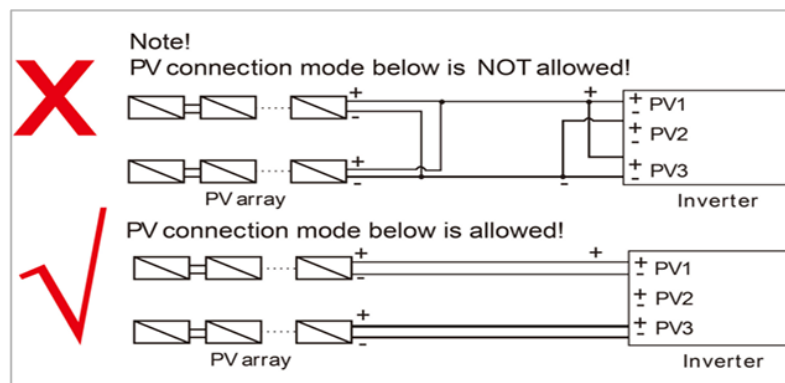 Note!
PV connection mode below is NOT allowed!
+ + + PV1
- -
+ PV2
-
+ + PV3
- - -
PV array Inverter
PV connection mode below is allowed!
+ + + PV1
- -
+ PV2
-
+ + PV3
- -
PV array Inverter